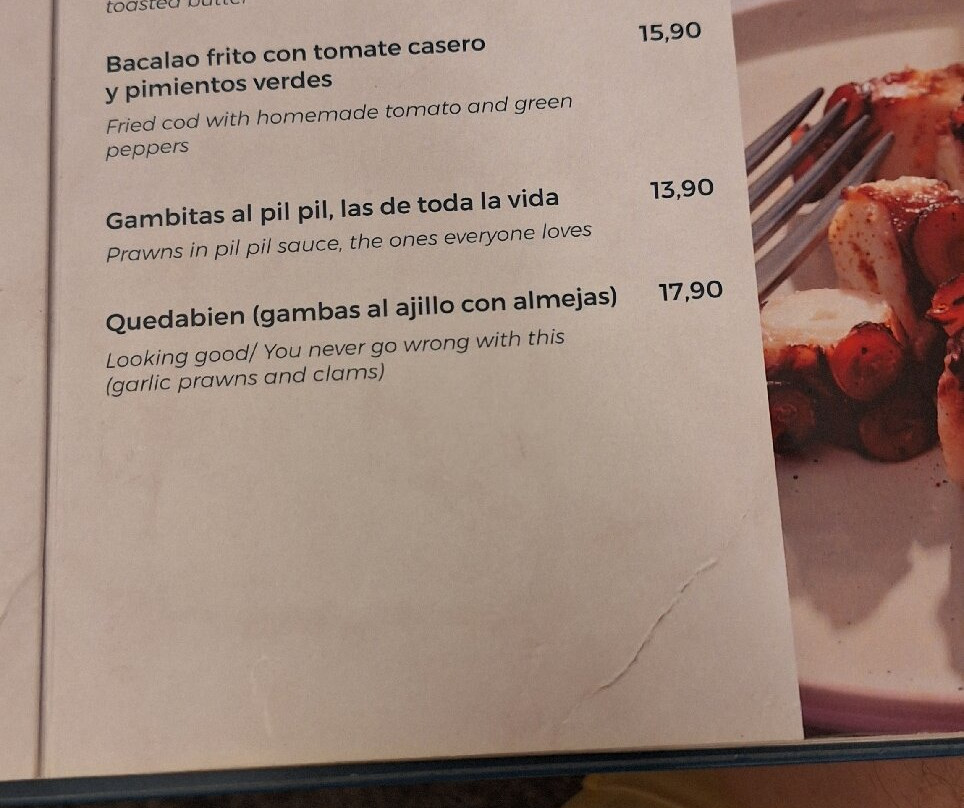 toasted butter
Bacalao frito con tomate casero
y pimientos verdes
15,90
Fried cod with homemade tomato and green
peppers
Gambitas al pil pil, las de toda la vida
13,90
Prawns in pil pil sauce, the ones everyone loves
Quedabien (gambas al ajillo con almejas)
17,90
Looking good/ You never go wrong with this
(garlic prawns and clams)